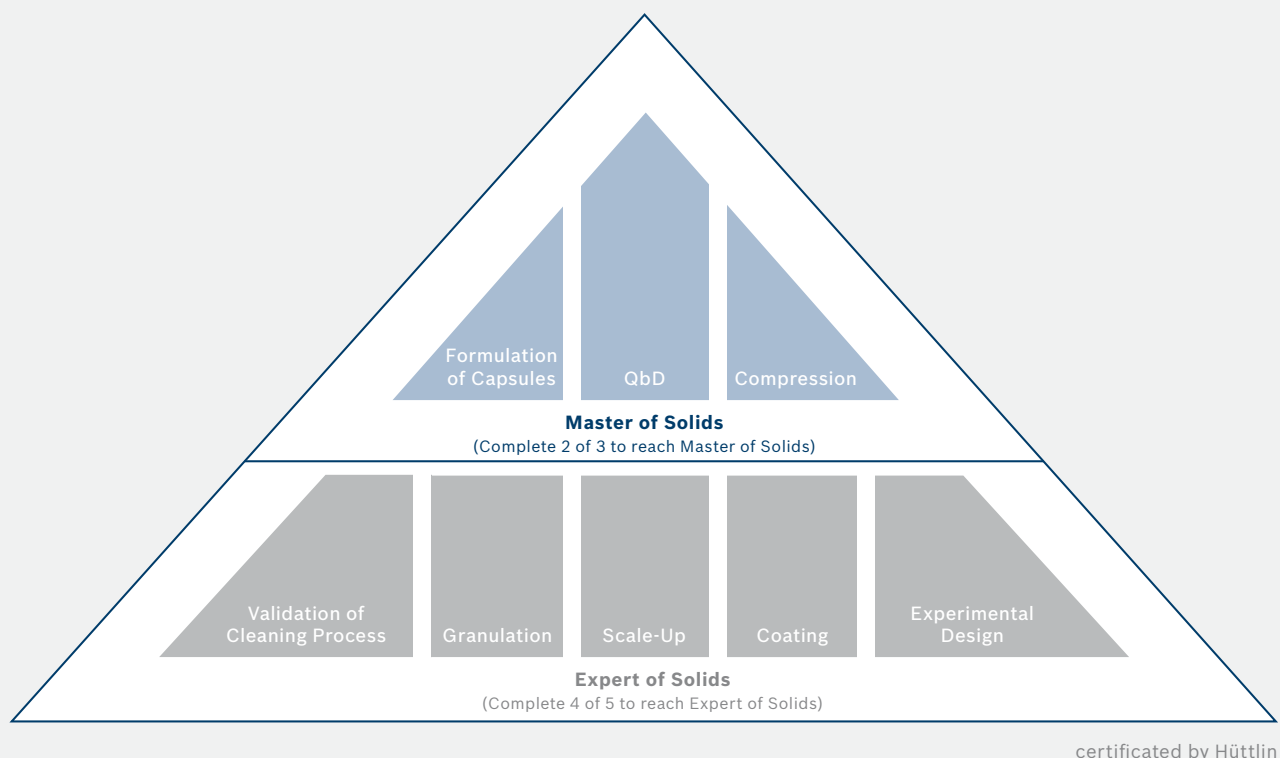 Formulation
of Capsules
QbD
Compression
Master of Solids
(Complete 2 of 3 to reach Master of Solids)
Validation of
Cleaning Process
Granulation
Scale-Up
Coating
Experimental
Design
Expert of Solids
(Complete 4 of 5 to reach Expert of Solids)
certificated by Hüttlin